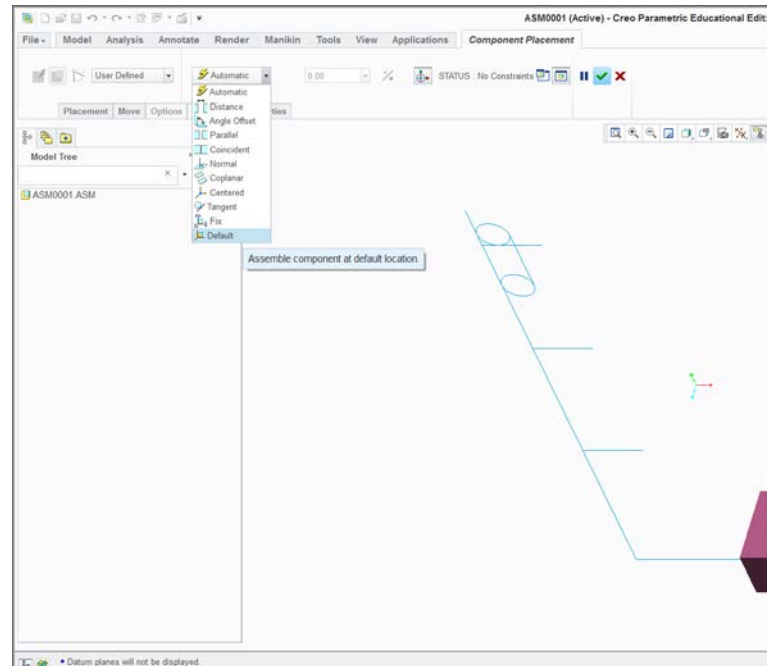 ASM0001 (Active) - Creo Parametric Educational Edit
File Model Analysis Annotate Render Manikin Tools View Applications Component Placement
User Defined Automatic 0.00 STATUS : No Constraints
Automatic
Distance
Placement Move Options ties
Angle Offset
Parallel
Coincident
Normal
Coplanar
Centered
Tangent
Fix
Default
Model Tree
ASM0001.ASM
Assemble component at default location.
• Datum planes will not be displayed.